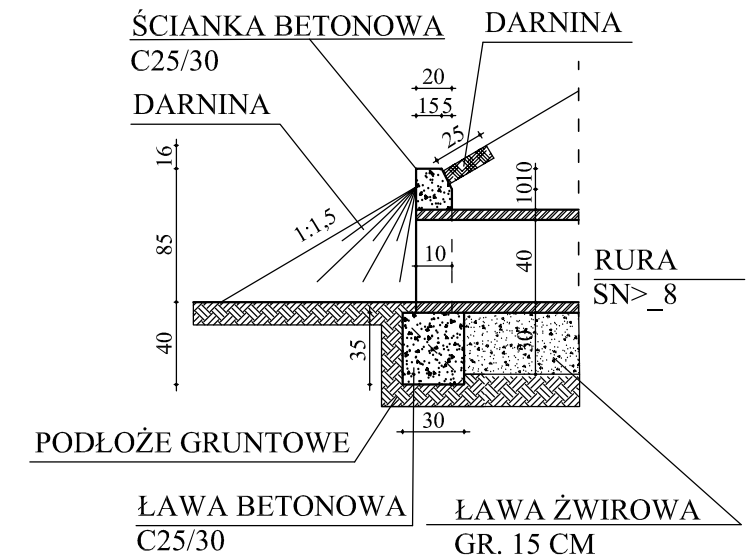 ŚCIANKA BETONOWA
C25/30
DARNINA
DARNINA
20
15 5
25
16
1:1,5
10 10
85
10
40
RURA
SN>_8
40
35
30
30
PODŁOŻE GRUNTOWE
ŁAWA BETONOWA
C25/30
ŁAWA ŻWIROWA
GR. 15 CM